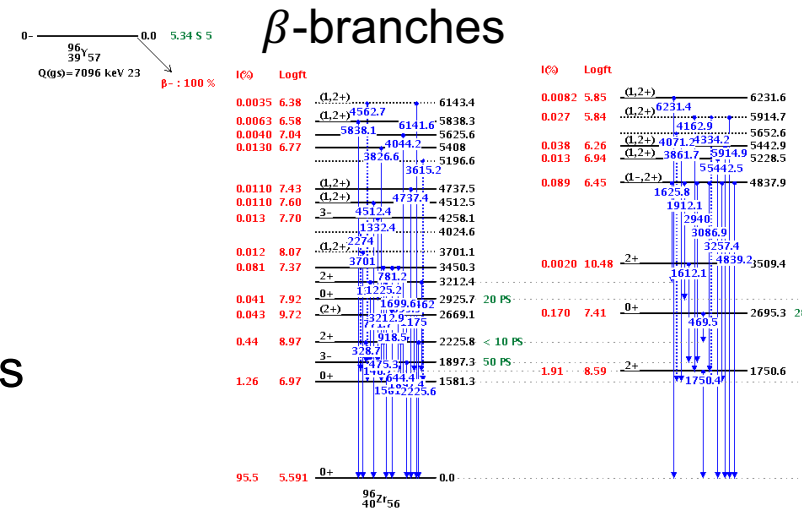 β-branches
0- 0.0 5.34 S 5
96
39Y57
Q(gs)=7096 keV 23
β- : 100 %
I(%) Logft
0.0035 6.38 (1,2+) 6143.4
4562.7
0.0063 6.58 (1,2+) 5838.3
5838.1 6141.6
0.0040 7.04 5625.6
4044.2
0.0130 6.77 5408
3826.6
5196.6
3615.2
0.0110 7.43 (1,2+) 4737.5
4737.4
0.0110 7.60 (1,2+) 4512.5
4512.4
0.013 7.70 3- 4258.1
1332.4
4024.6
2274
0.012 8.07 (1,2+) 3701.1
3701
0.081 7.37 3450.3
781.2
2+ 3212.4
1225.2
0.041 7.92 0+ 2925.7 20 PS
1699.6
0.043 9.72 (2+) 2669.1
3212.9 175
918.5
0.44 8.97 2+ 2225.8 < 10 PS
328.7
3- 1897.3 50 PS
475.3
644.4
1.26 6.97 0+ 1581.3
2225.6
95.5 5.591 0+ 0.0
96
40Zr56
I(%) Logft
0.0082 5.85 (1,2+) 6231.6
6231.4
0.027 5.84 (1,2+) 5914.7
4162.9
5652.6
4071.2 4334.2
0.038 6.26 (1,2+) 5442.9
3861.7 5914.9
0.013 6.94 (1,2+) 5228.5
5442.5
0.089 6.45 (1-,2+) 4837.9
1625.8
1912.1
2940
3086.9
3257.4
4839.2
0.0020 10.48 2+ 3509.4
1612.1
0.170 7.41 0+ 2695.3
469.5
1.91 8.59 2+ 1750.6
1750.4
s